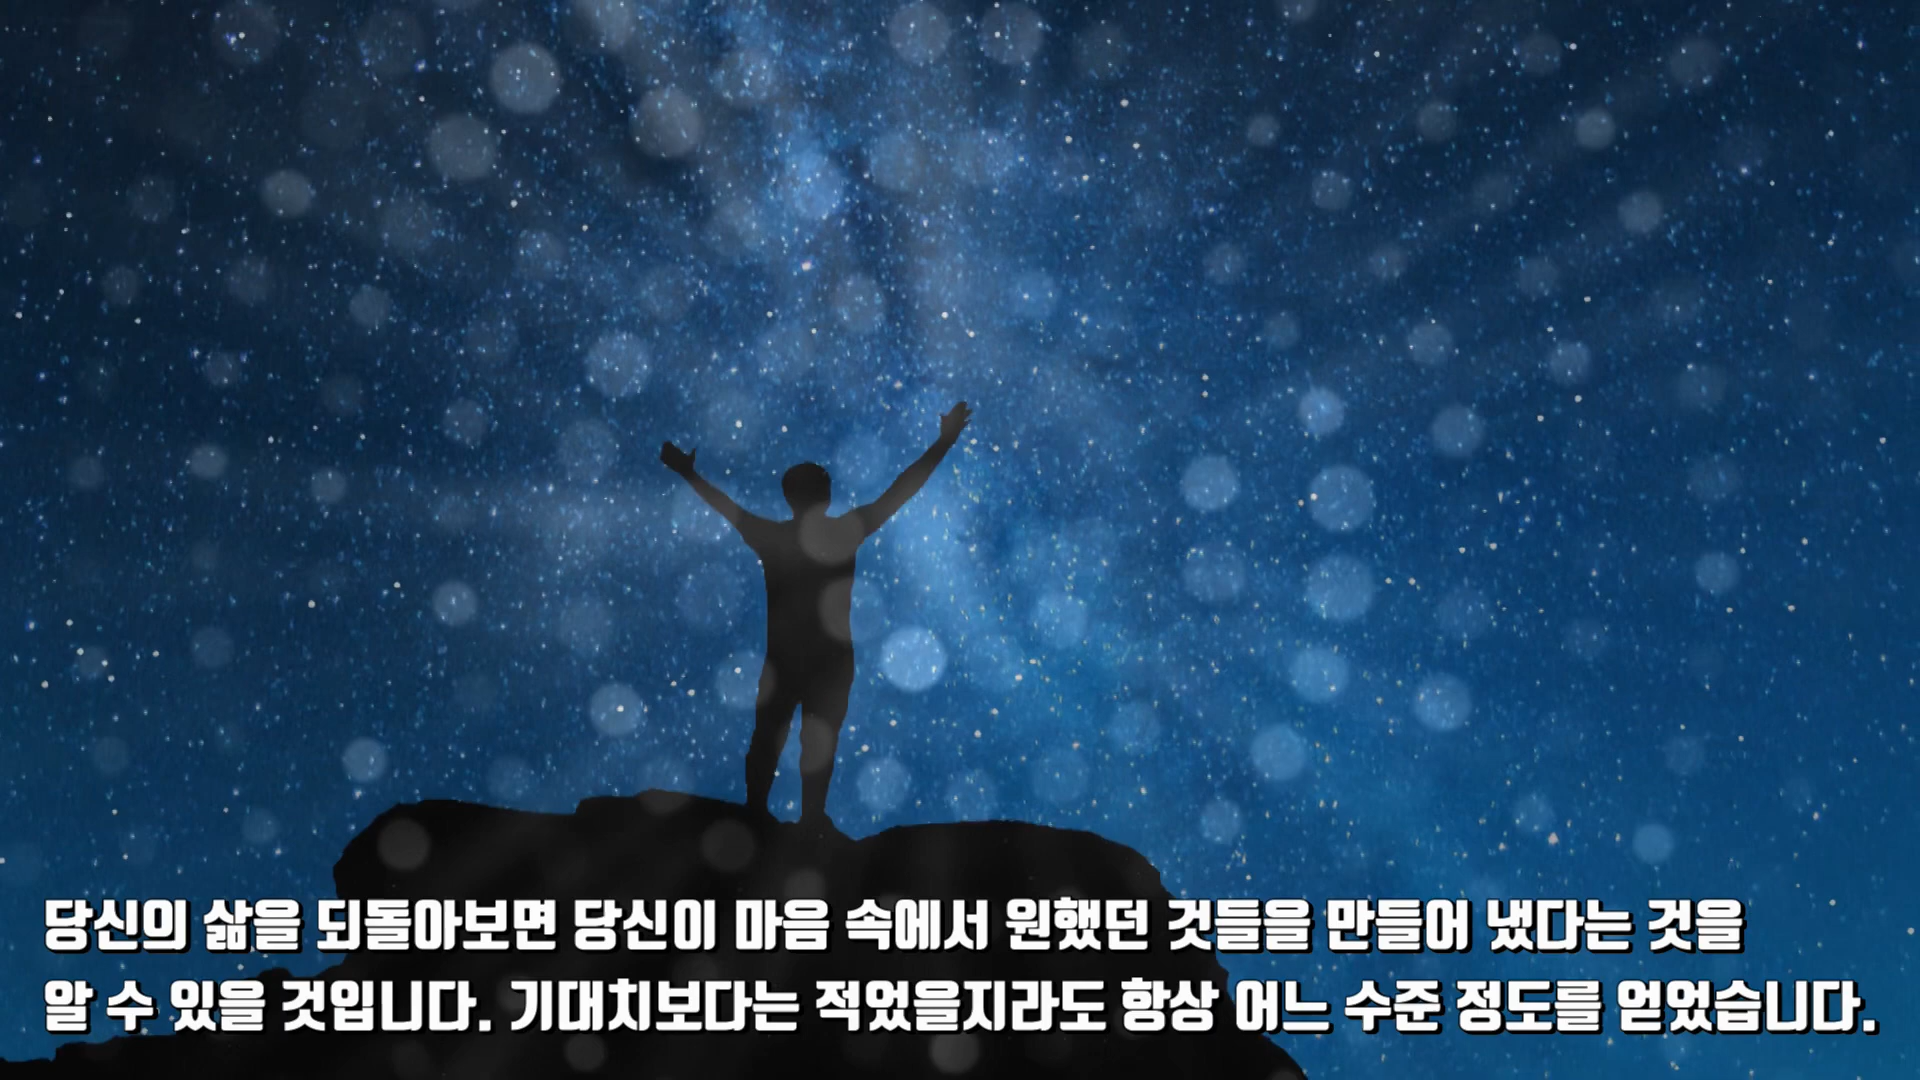 당신의 삶을 되돌아보면 당신이 마음 속에서 원했던 것들을 만들어 냈다는 것을
알 수 있을 것입니다. 기대치보다는 적었을지라도 항상 어느 수준 정도를 얻었습니다.